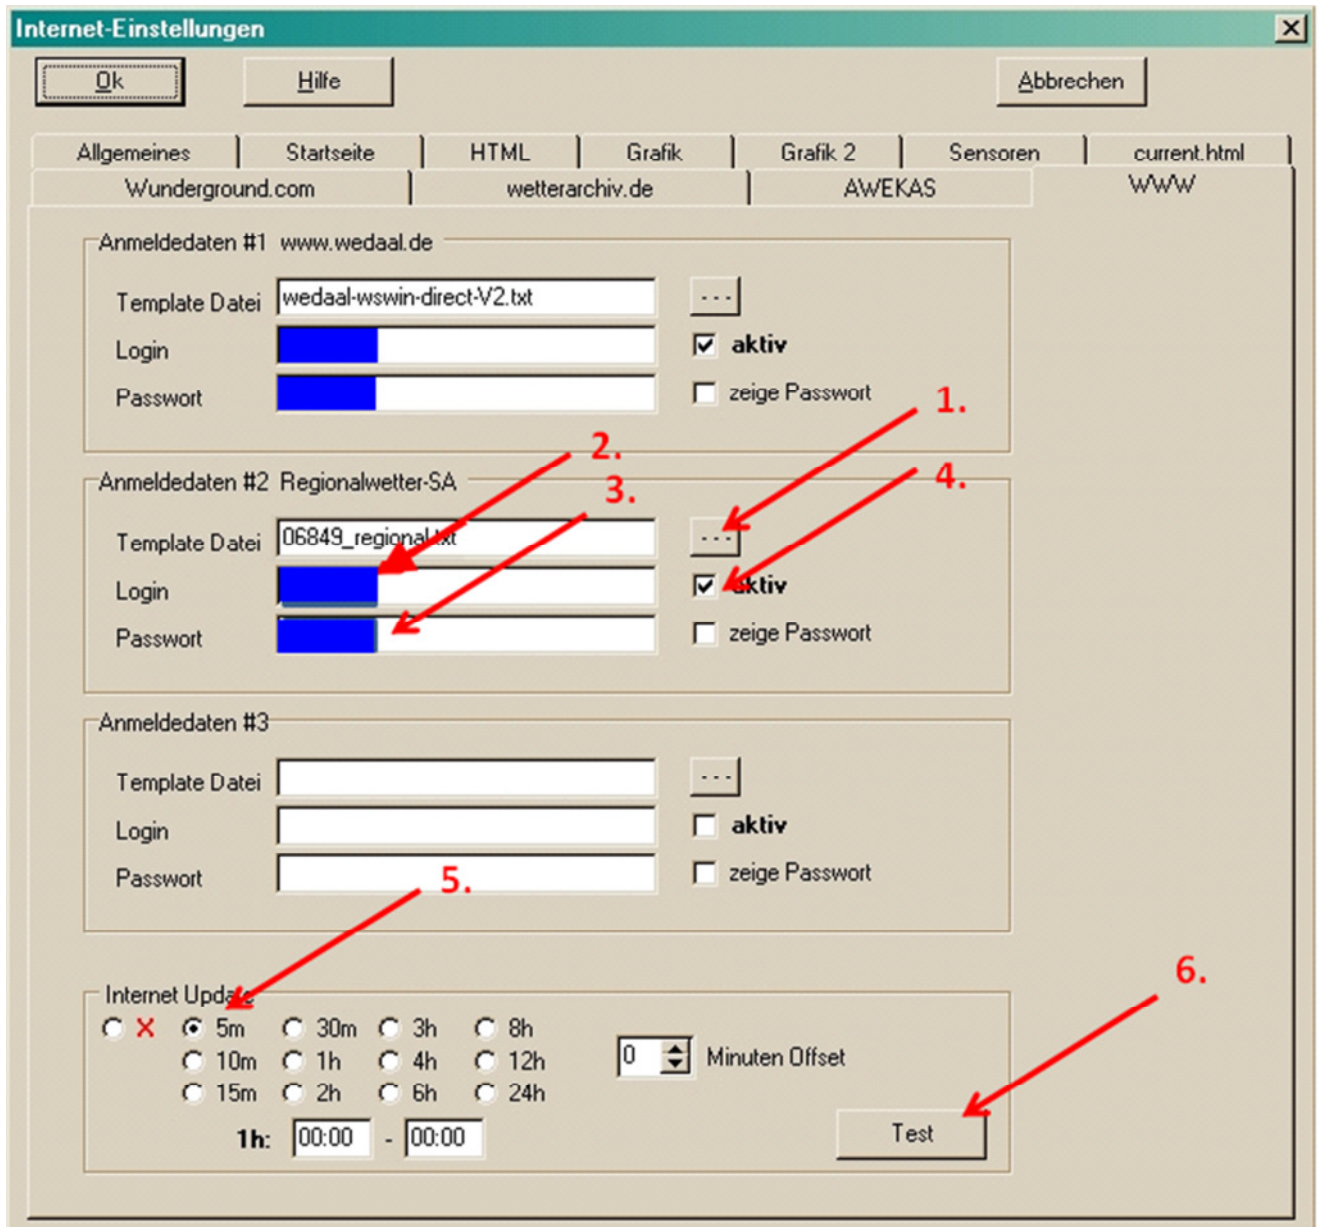 Internet-Einstellungen
Ok Hilfe Abbrechen
Allgemeines Startseite HTML Grafik Grafik 2 Sensoren current.html
Wunderground.com wetterarchiv.de AWEKAS WWW
Anmeldedaten #1 www.wedaal.de
Template Datei wedaal-wswin-direct-V2.txt ...
Login aktiv
Passwort zeige Passwort
1.
2.
Anmeldedaten #2 Regionalwetter-SA
3.
4.
Template Datei 06849_regional.txt ...
Login aktiv
Passwort zeige Passwort
Anmeldedaten #3
Template Datei ...
Login aktiv
Passwort zeige Passwort
5.
6.
Internet Update
X 5m 30m 3h 8h
10m 1h 4h 12h 0 Minuten Offset
15m 2h 6h 24h
1h: 00:00 - 00:00 Test